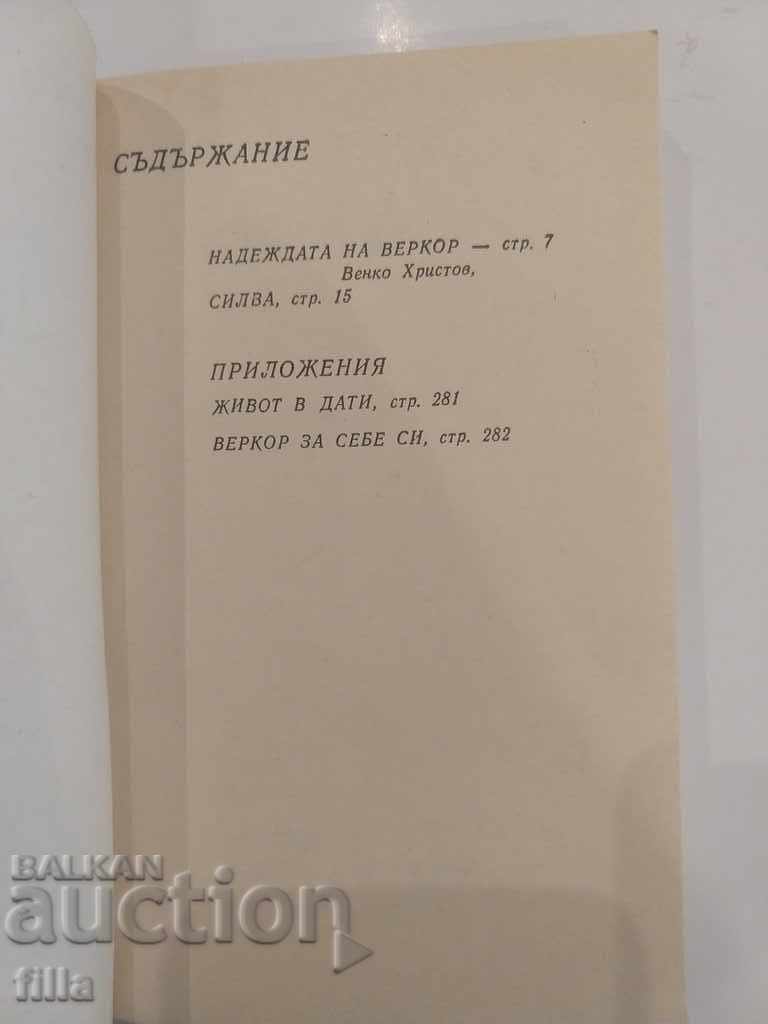 СЪДЪРЖАНИЕ
НАДЕЖДАТА НА ВЕРКОР — стр. 7
Венко Христов,
СИЛВА, стр. 15
ПРИЛОЖЕНИЯ
ЖИВОТ В ДАТИ, стр. 281
ВЕРКОР ЗА СЕБЕ СИ, стр. 282
BALKAN
auction
filla